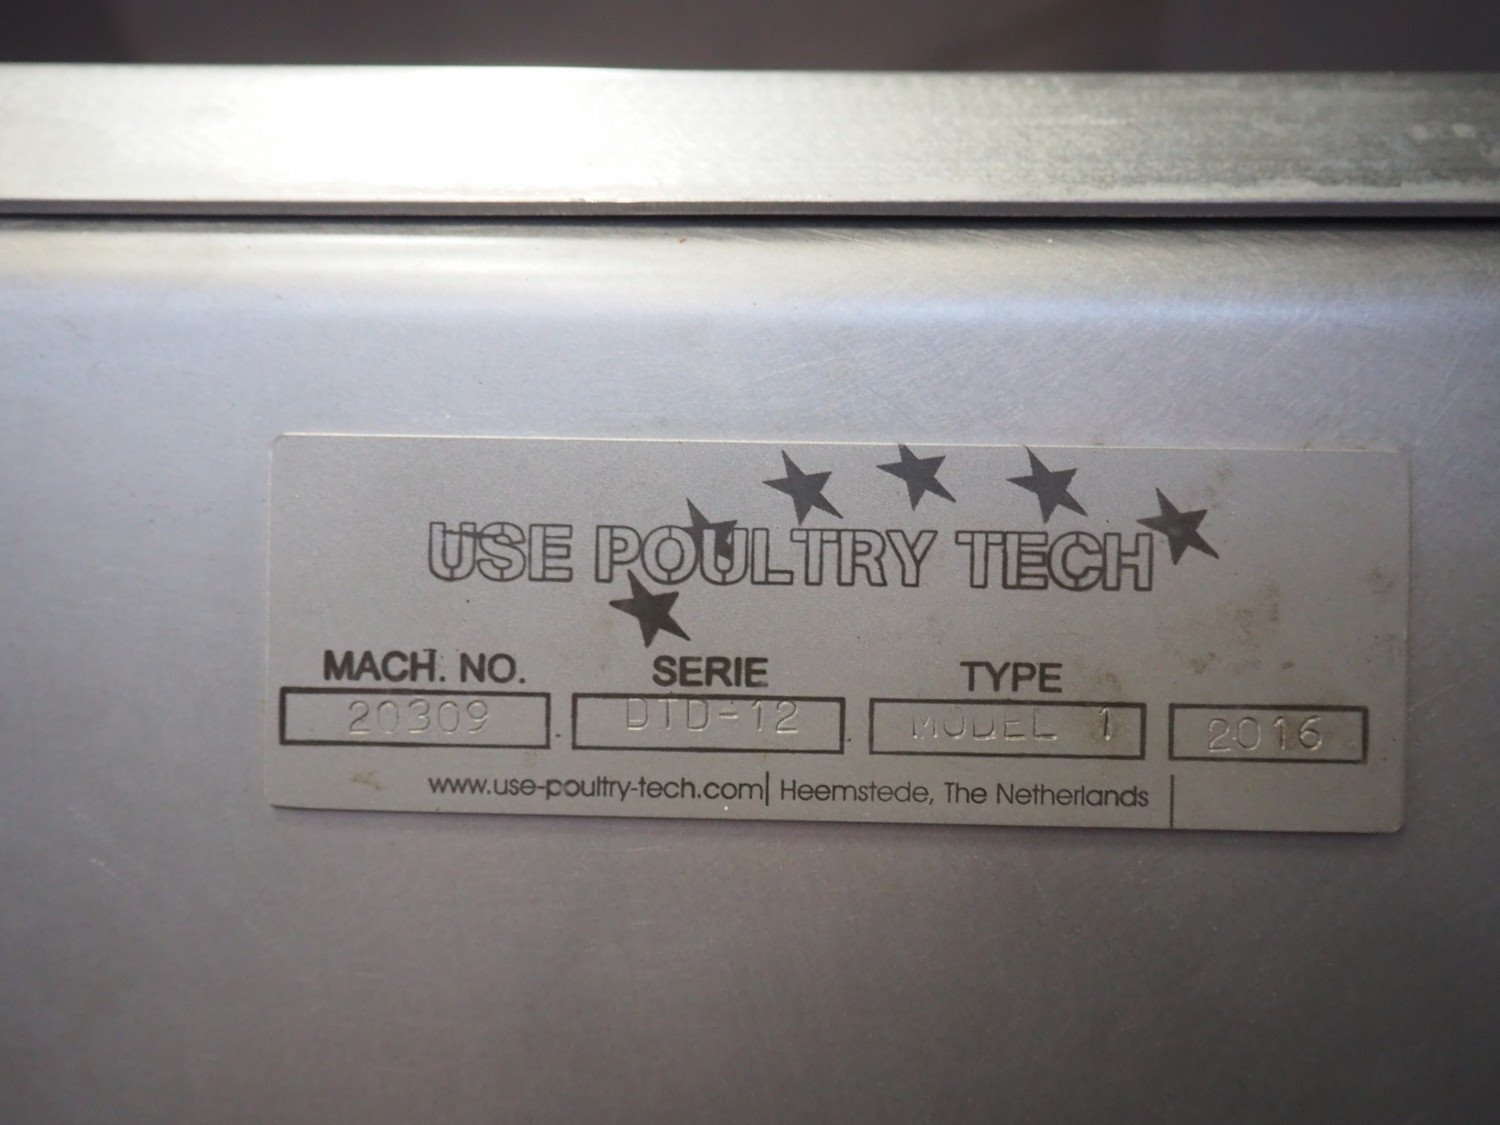 USE POULTRY TECH
MACH. NO. SERIE TYPE
20309 DTD-12 MODEL 1 2016
www.use-poultry-tech.com| Heemstede, The Netherlands